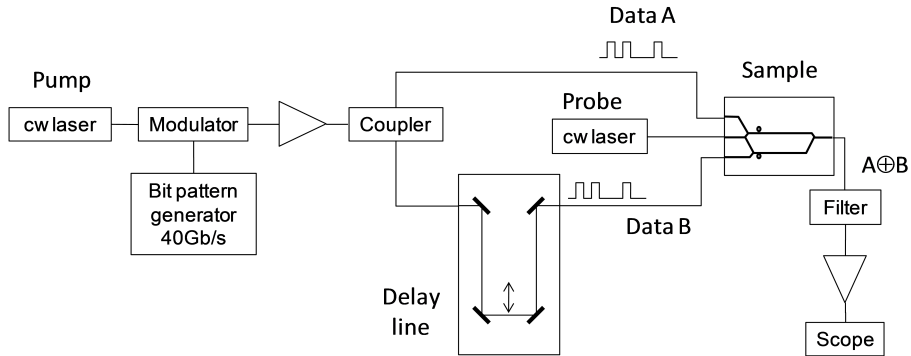 Data A
Pump
Sample
Probe
cw laser
Modulator
Coupler
cw laser
A⊕B
Bit pattern
generator
40Gb/s
Filter
Data B
Delay
line
Scope